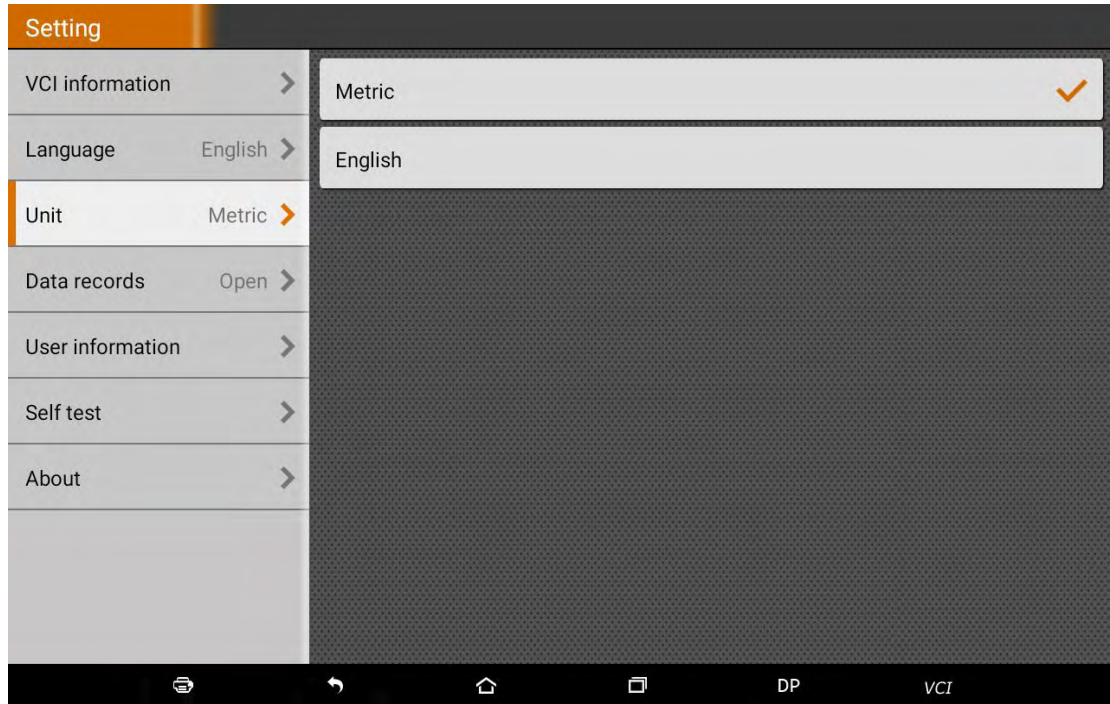 Setting
VCI information
Language English
Unit Metric
Data records Open
User information
Self test
About
Metric
English
DP VCI